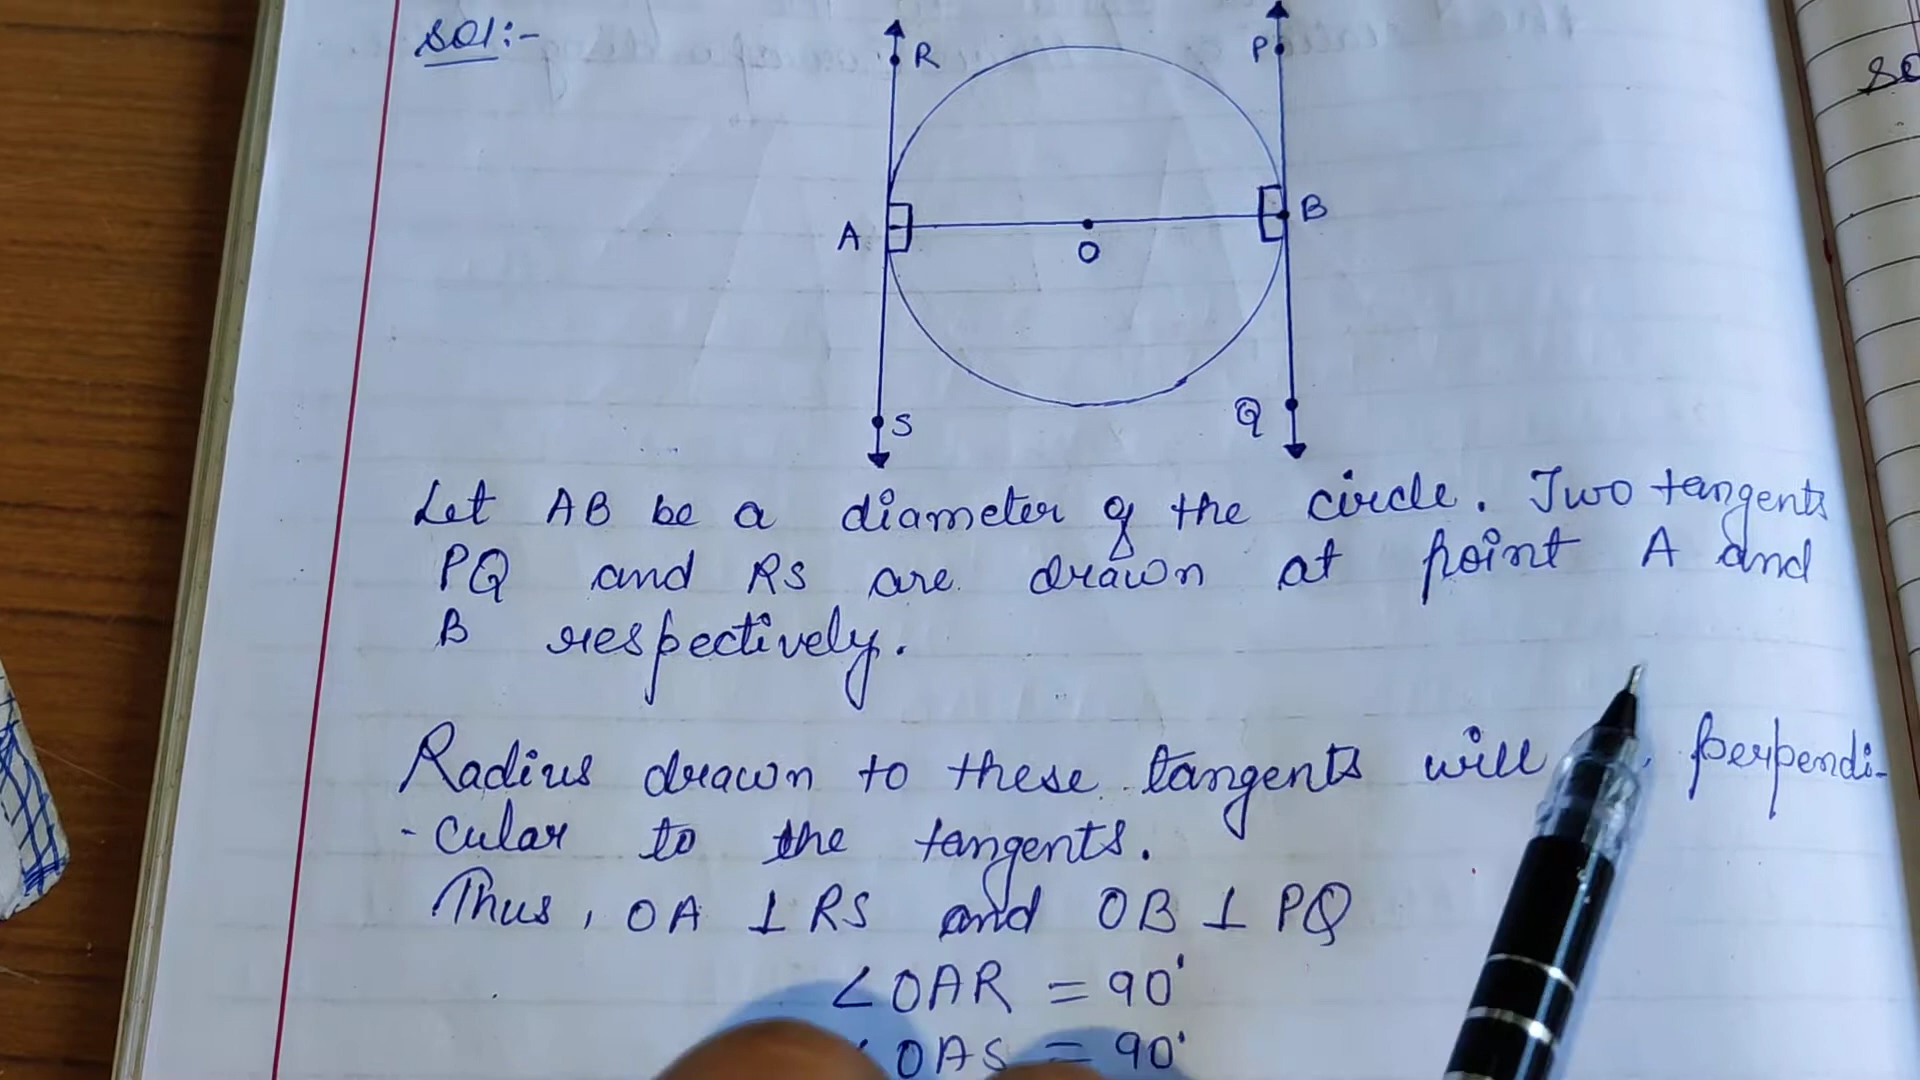 Sol:-
R
P
A
B
O
S
Q
Let AB be a diameter of the circle. Two tangents
PQ and RS are drawn at point A and
B respectively.
Radius drawn to these tangents will perpendi-
-cular to the tangents.
Thus, OA ⊥ RS and OB ⊥ PQ
∠OAR = 90°
∠OAS = 90°